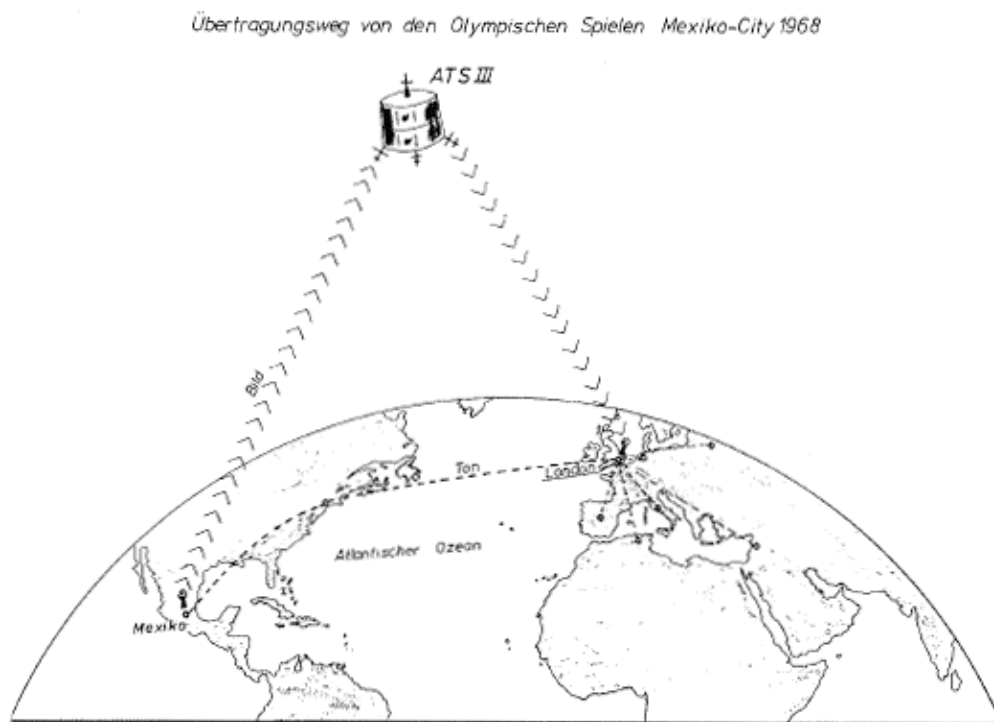 Übertragungsweg von den Olympischen Spielen Mexiko-City 1968
ATS III
Bild
Ton
London
Atlantischer Ozean
Mexiko